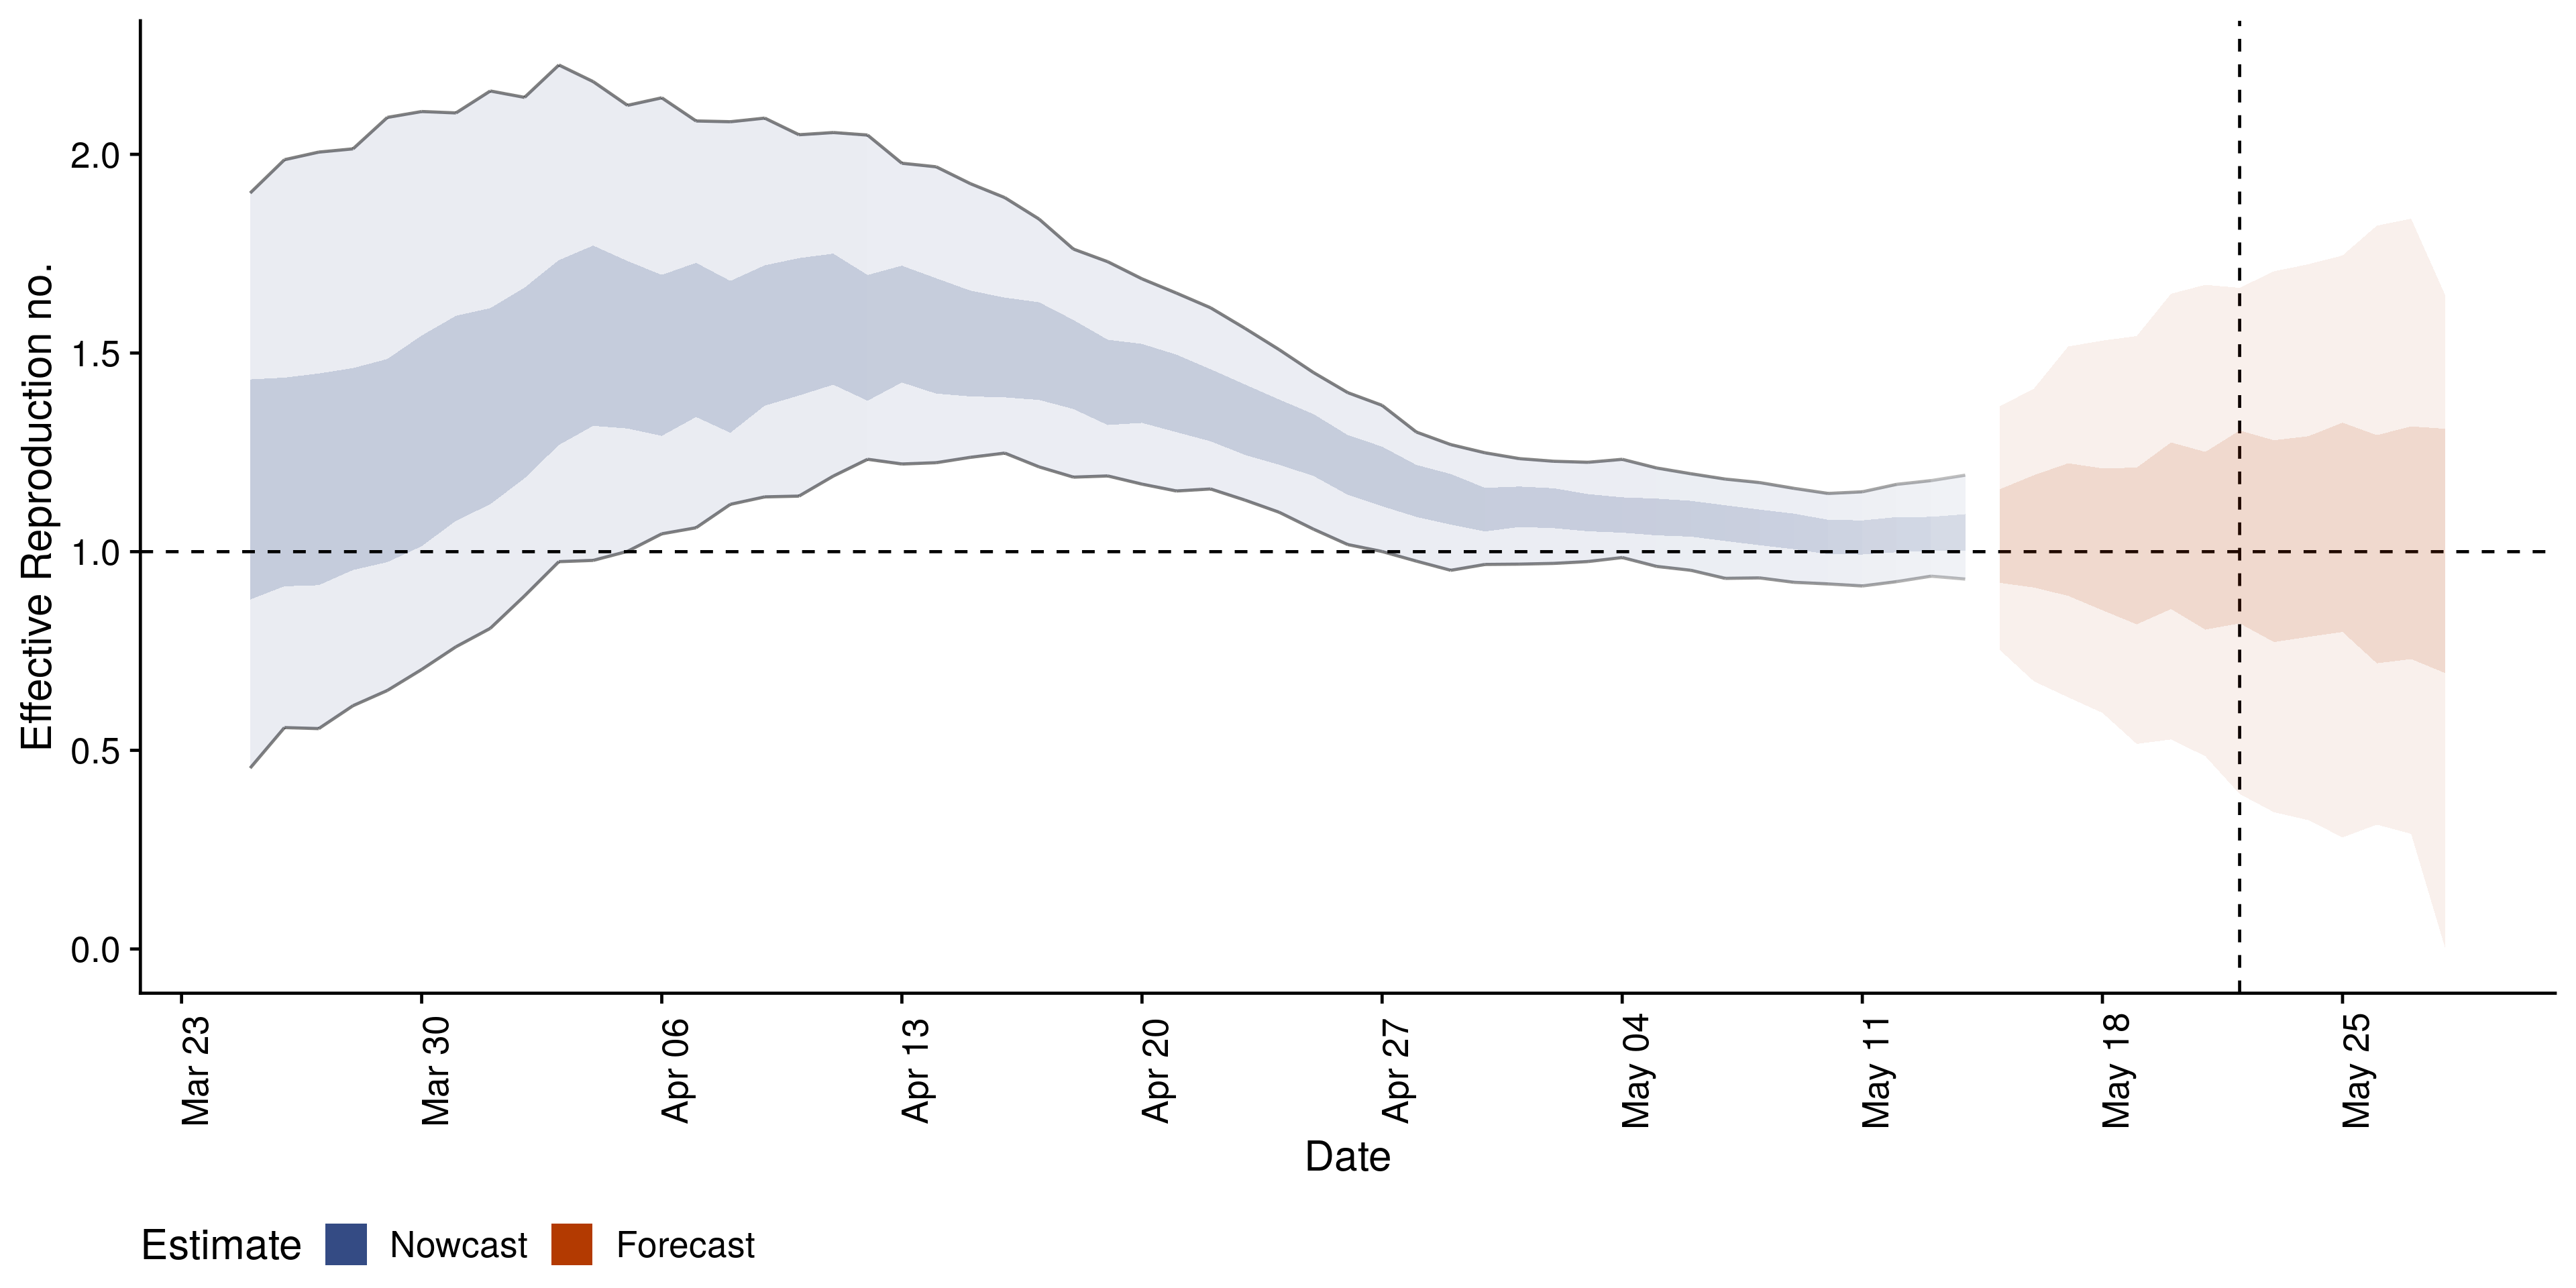 Effective Reproduction no.
2.0
1.5
1.0
0.5
0.0
Mar 23
Mar 30
Apr 06
Apr 13
Apr 20
Apr 27
May 04
May 11
May 18
May 25
Date
Estimate Nowcast Forecast